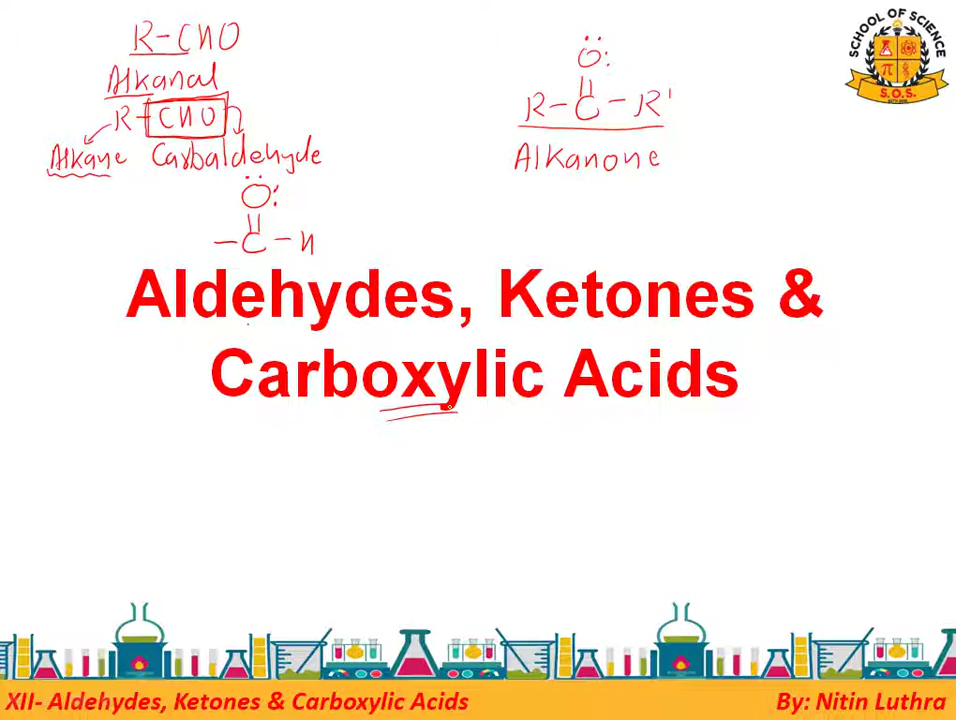 R-CHO
Alkanal
R-CHO
Alkane Carbaldehyde
Ö:
||
-C-H
Ö:
||
R-C-R'
Alkanone
SCHOOL OF SCIENCE
S.O.S.
Aldehydes, Ketones &
Carboxylic Acids
XII- Aldehydes, Ketones & Carboxylic Acids
By: Nitin Luthra